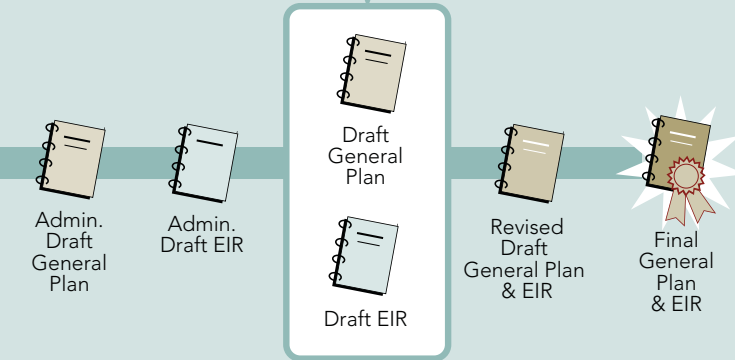 Admin.
Draft
General
Plan
Admin.
Draft EIR
Draft
General
Plan
Draft EIR
Revised
Draft
General Plan
& EIR
Final
General
Plan
& EIR